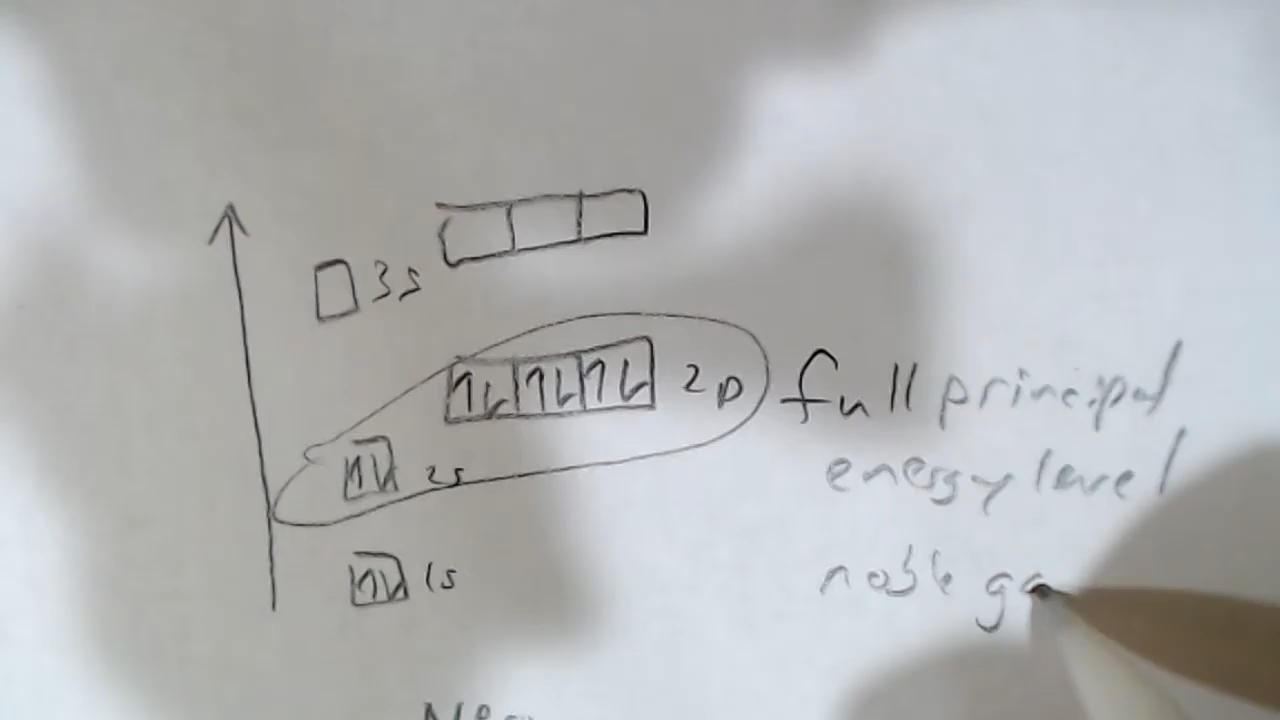 3s
2p full principal
2s energy level
1s noble ga